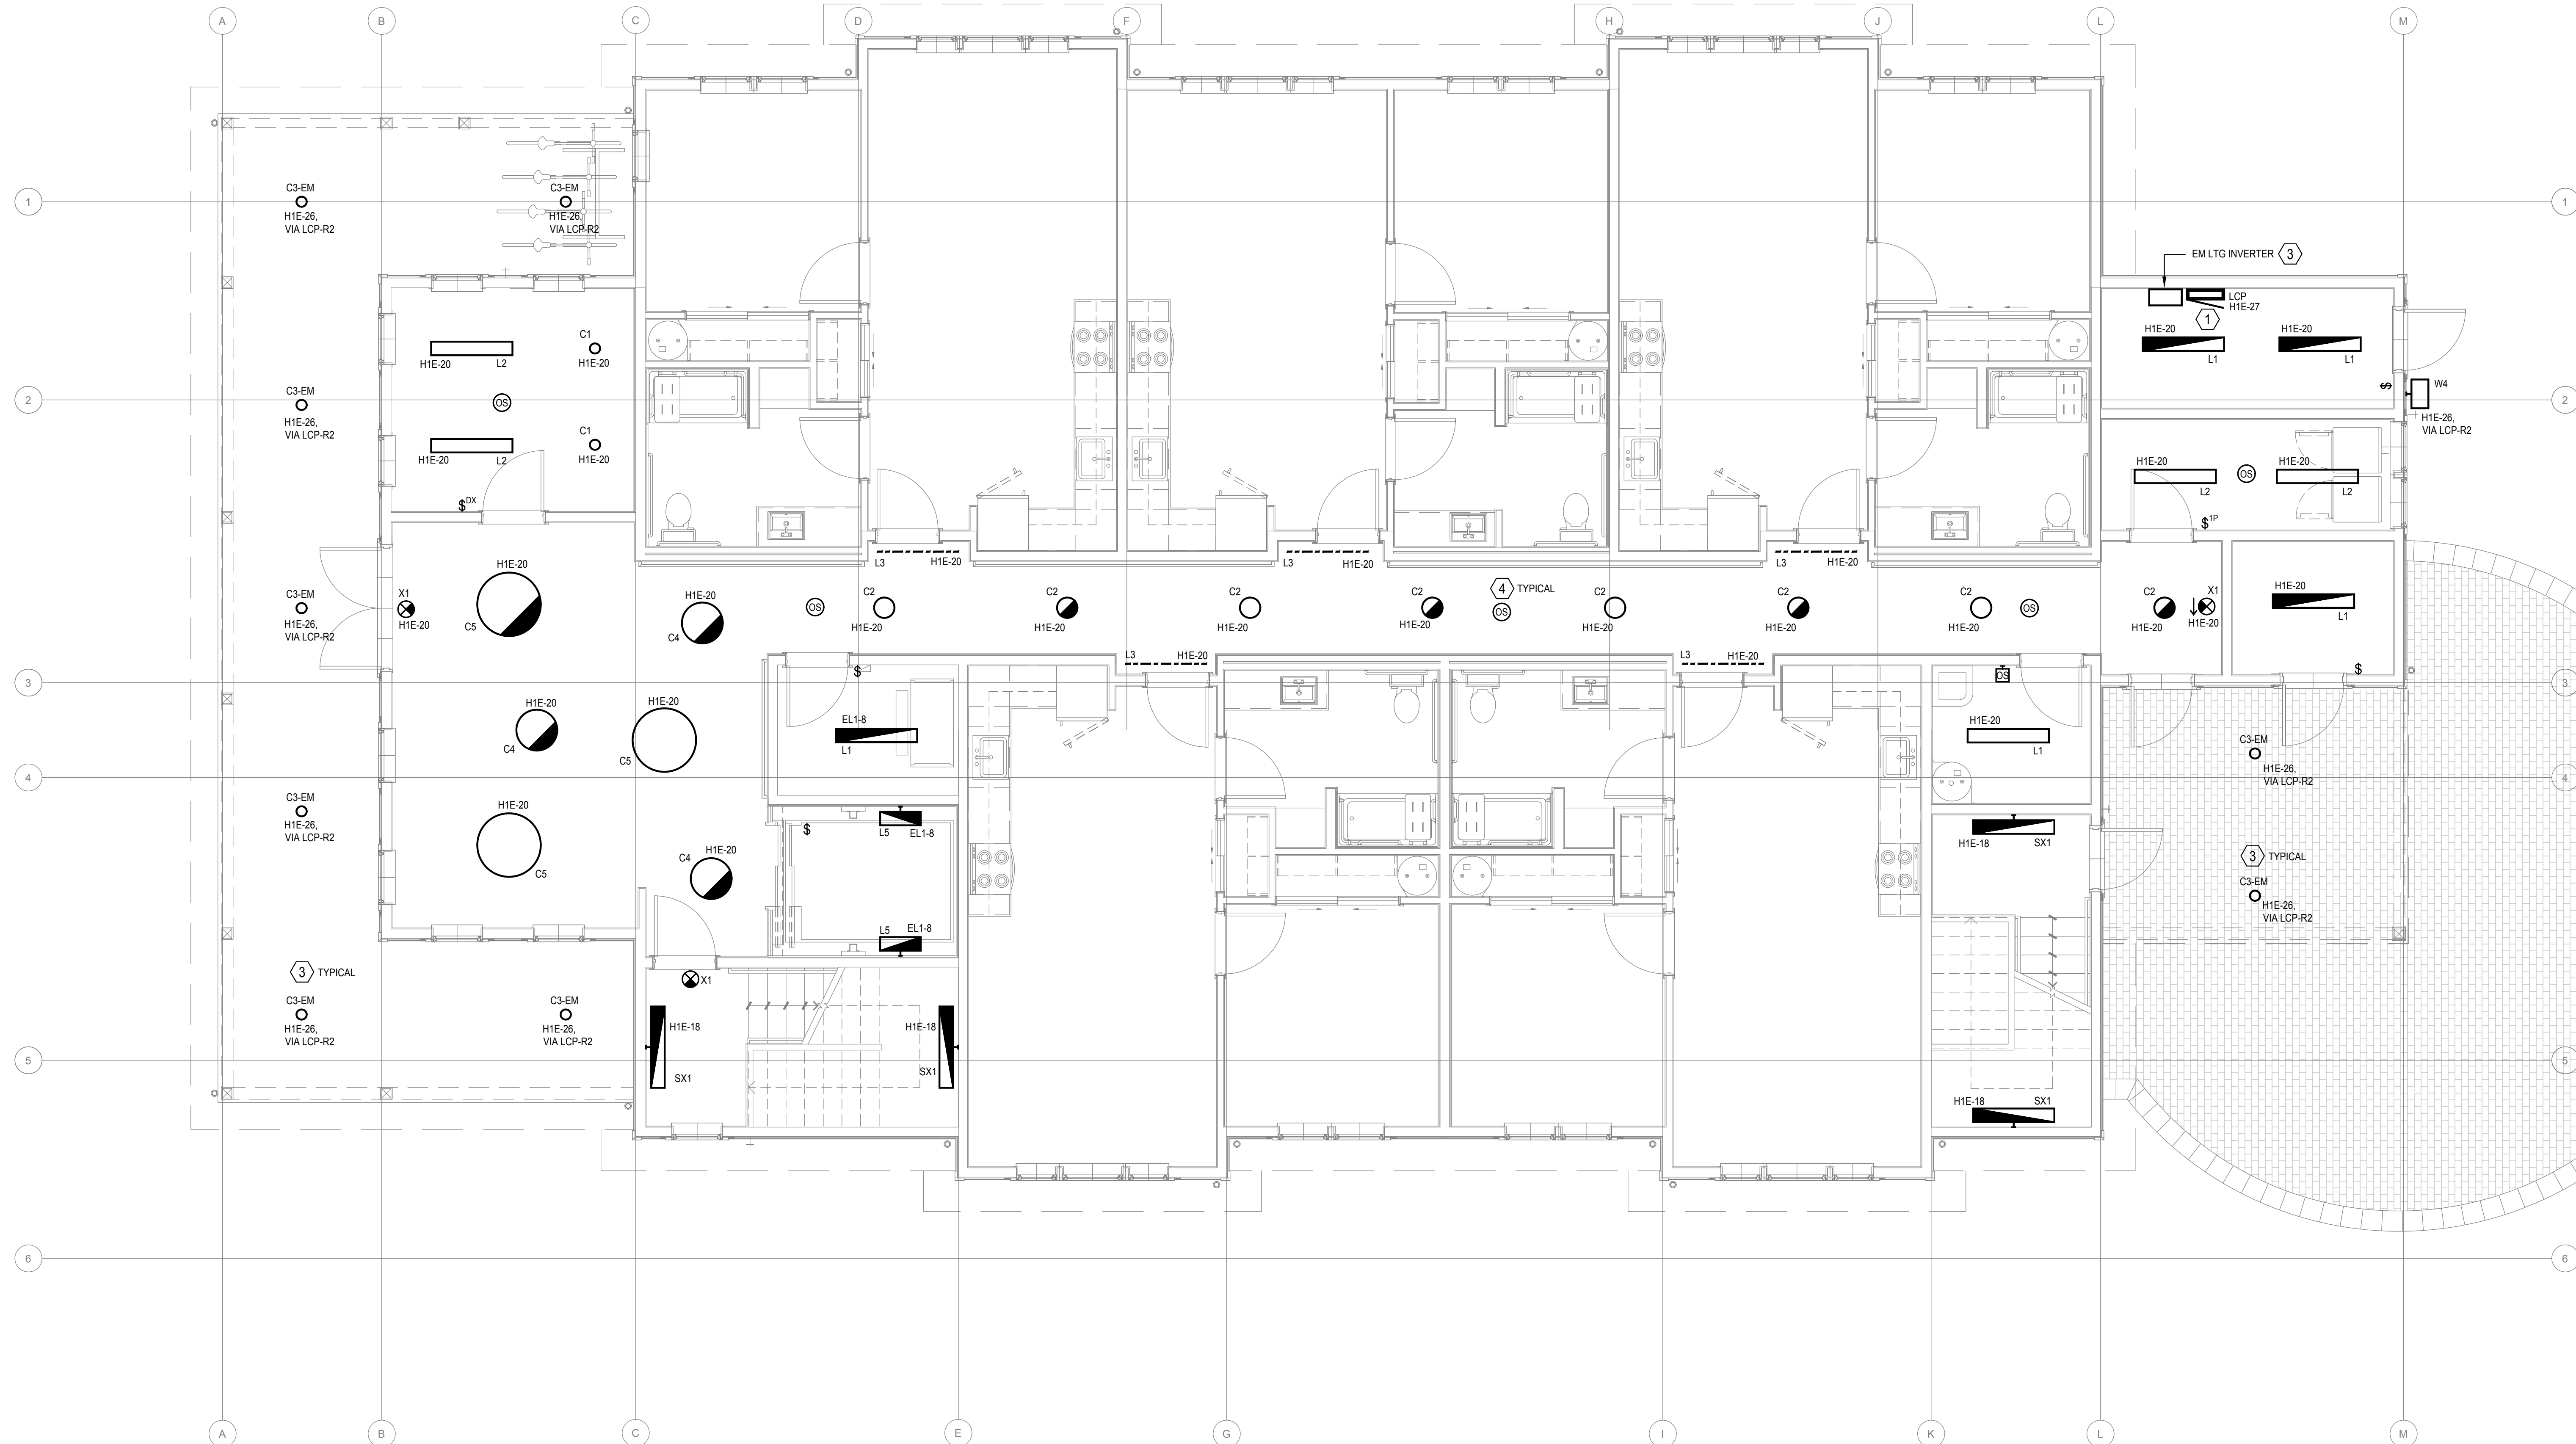 A B C D F H J L M
1
C3-EM
H1E-26,
VIA LCP-R2
C3-EM
H1E-26,
VIA LCP-R2
1
EM LTG INVERTER 3
LCP
H1E-27
1
H1E-20
L1
H1E-20
L1
C1
H1E-20
H1E-20 L2
2
C3-EM
H1E-26,
VIA LCP-R2
OS
C1
H1E-20
H1E-20 L2
$DX
$
W4
H1E-26,
VIA LCP-R2
2
H1E-20
L2
OS
H1E-20
L2
$1P
L3 H1E-20
L3 H1E-20
L3 H1E-20
C3-EM
H1E-26,
VIA LCP-R2
X1
H1E-20
H1E-20
C5
H1E-20
C4
OS
C2
H1E-20
C2
H1E-20
C2
H1E-20
C2
H1E-20
4 TYPICAL
OS
C2
H1E-20
C2
H1E-20
C2
H1E-20
OS
C2
H1E-20
X1
H1E-20
H1E-20
L1
$
L3 H1E-20
L3 H1E-20
3
$
OS
3
H1E-20
C4
H1E-20
C5
EL1-8
L1
H1E-20
L1
C3-EM
H1E-26,
VIA LCP-R2
4
4
C3-EM
H1E-26,
VIA LCP-R2
H1E-20
C5
C4 H1E-20
$
L5 EL1-8
H1E-18 SX1
3 TYPICAL
C3-EM
H1E-26,
VIA LCP-R2
L5 EL1-8
3 TYPICAL
X1
C3-EM
H1E-26,
VIA LCP-R2
C3-EM
H1E-26,
VIA LCP-R2
H1E-18
SX1
H1E-18
SX1
5
5
H1E-18 SX1
6
6
A B C E G I K L M